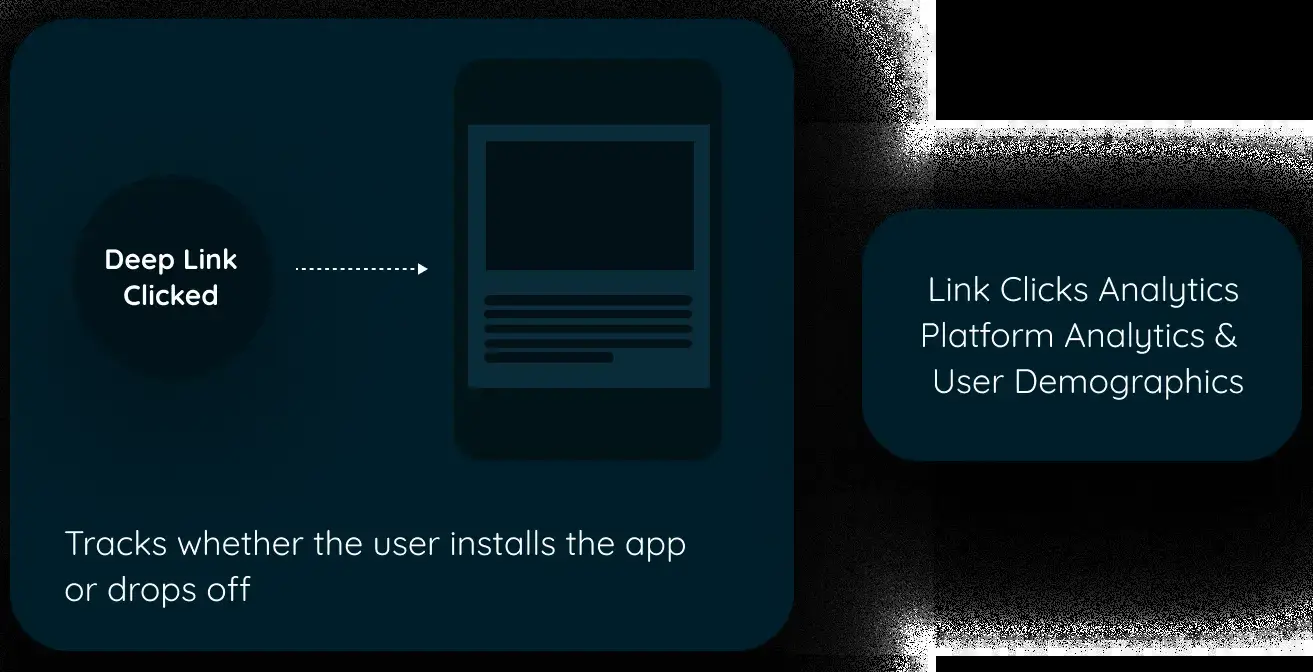 Deep Link
Clicked
Link Clicks Analytics
Platform Analytics &
User Demographics
Tracks whether the user installs the app
or drops off